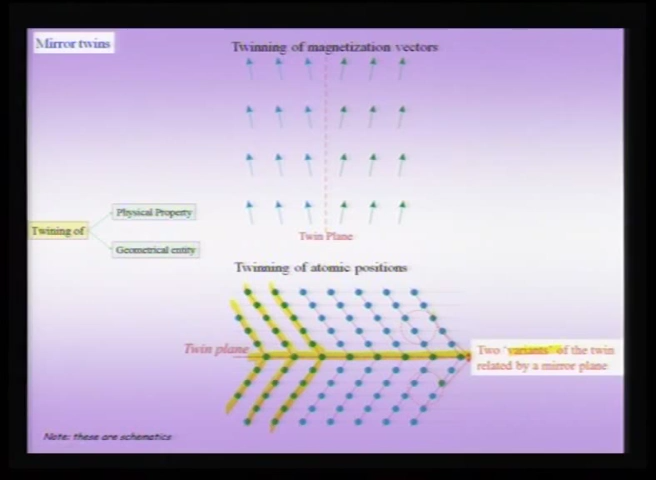 Mirror twins
Twinning of magnetization vectors
Twin Plane
Twining of
Physical Property
Geometrical entity
Twinning of atomic positions
Twin plane
Two 'variants' of the twin
related by a mirror plane
Note: these are schematics